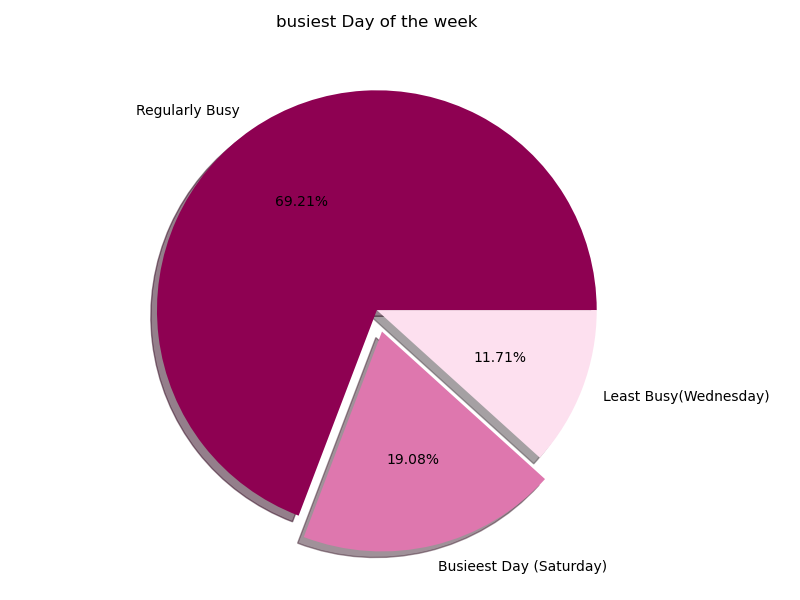 busiest Day of the week
Regularly Busy
69.21%
11.71%
Least Busy(Wednesday)
19.08%
Busieest Day (Saturday)